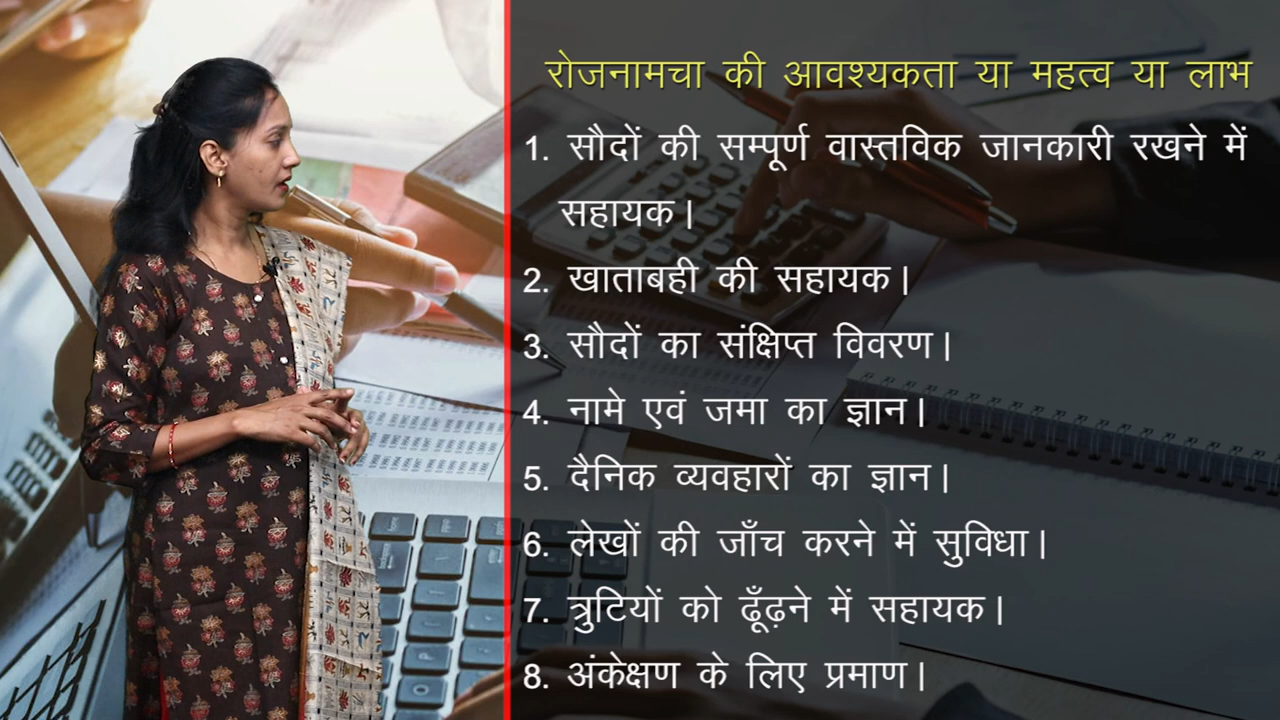 रोजनामचा की आवश्यकता या महत्व या लाभ
1. सौदों की सम्पूर्ण वास्तविक जानकारी रखने में
सहायक।
2. खाताबही की सहायक।
3. सौदों का संक्षिप्त विवरण।
4. नामे एवं जमा का ज्ञान।
5. दैनिक व्यवहारों का ज्ञान।
6. लेखों की जाँच करने में सुविधा।
7. त्रुटियों को ढूँढ़ने में सहायक।
8. अंकेक्षण के लिए प्रमाण।